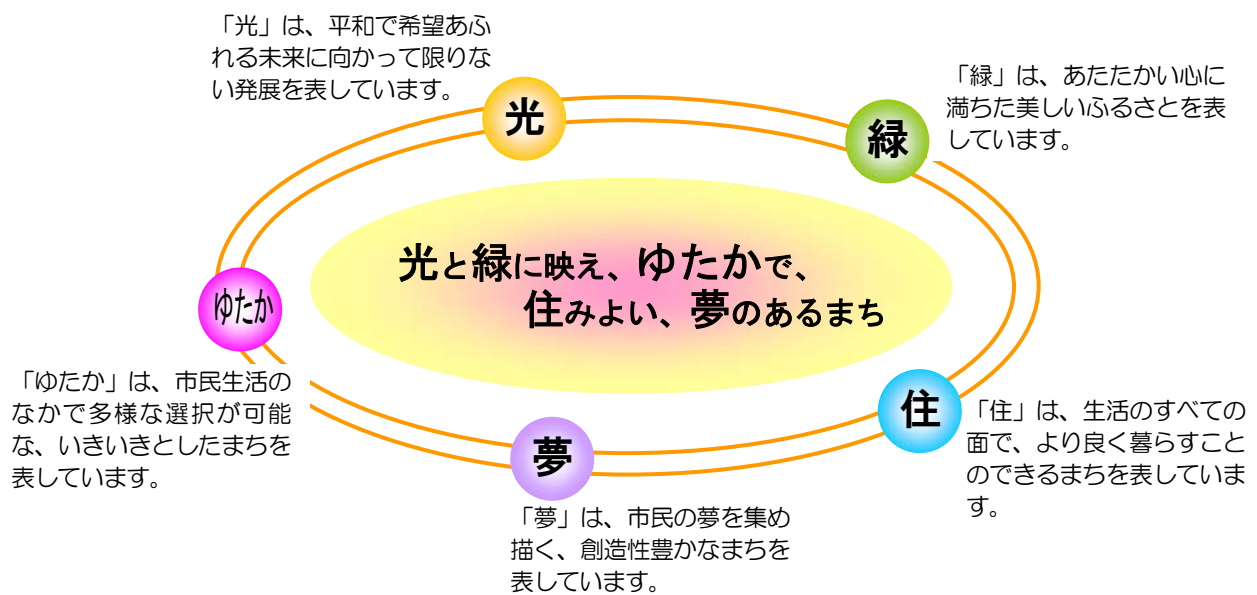 「光」は、平和で希望あふ
れる未来に向かって限りな
い発展を表しています。
光
緑
「緑」は、あたたかい心に
満ちた美しいふるさとを表
しています。
光と緑に映え、ゆたかで、
住みよい、夢のあるまち
ゆたか
「ゆたか」は、市民生活の
なかで多様な選択が可能
な、いきいきとしたまちを
表しています。
住
「住」は、生活のすべての
面で、より良く暮らすこと
のできるまちを表していま
す。
夢
「夢」は、市民の夢を集め
描く、創造性豊かなまちを
表しています。